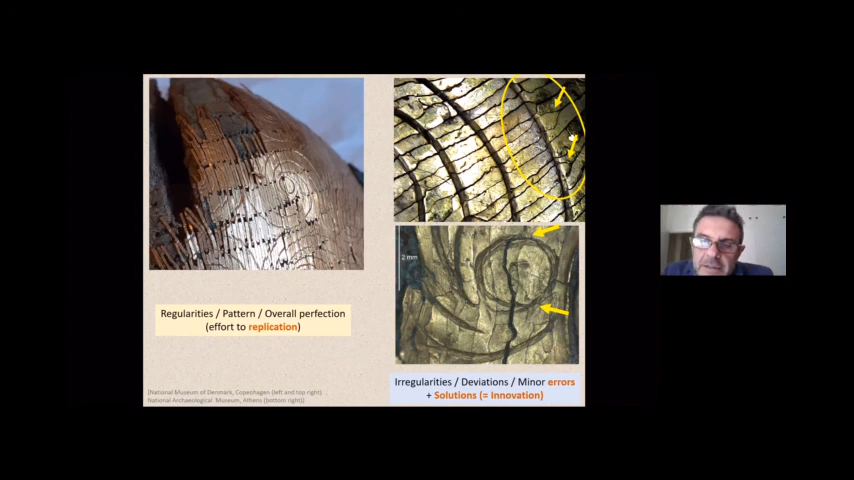 2 mm
Regularities / Pattern / Overall perfection
(effort to replication)
Irregularities / Deviations / Minor errors
+ Solutions (= Innovation)
[National Museum of Denmark, Copenhagen (left and top right)
National Archaeological Museum, Athens (bottom right)]